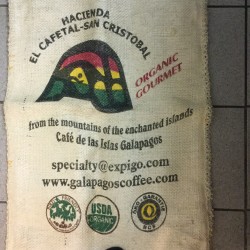 HACIENDA
EL CAFETAL-SAN CRISTOBAL
ORGANIC
GOURMET
from the mountains of the enchanted islands
Café de las Islas Galapagos
specialty@expigo.com
www.galapagoscoffee.com
USDA
ORGANIC